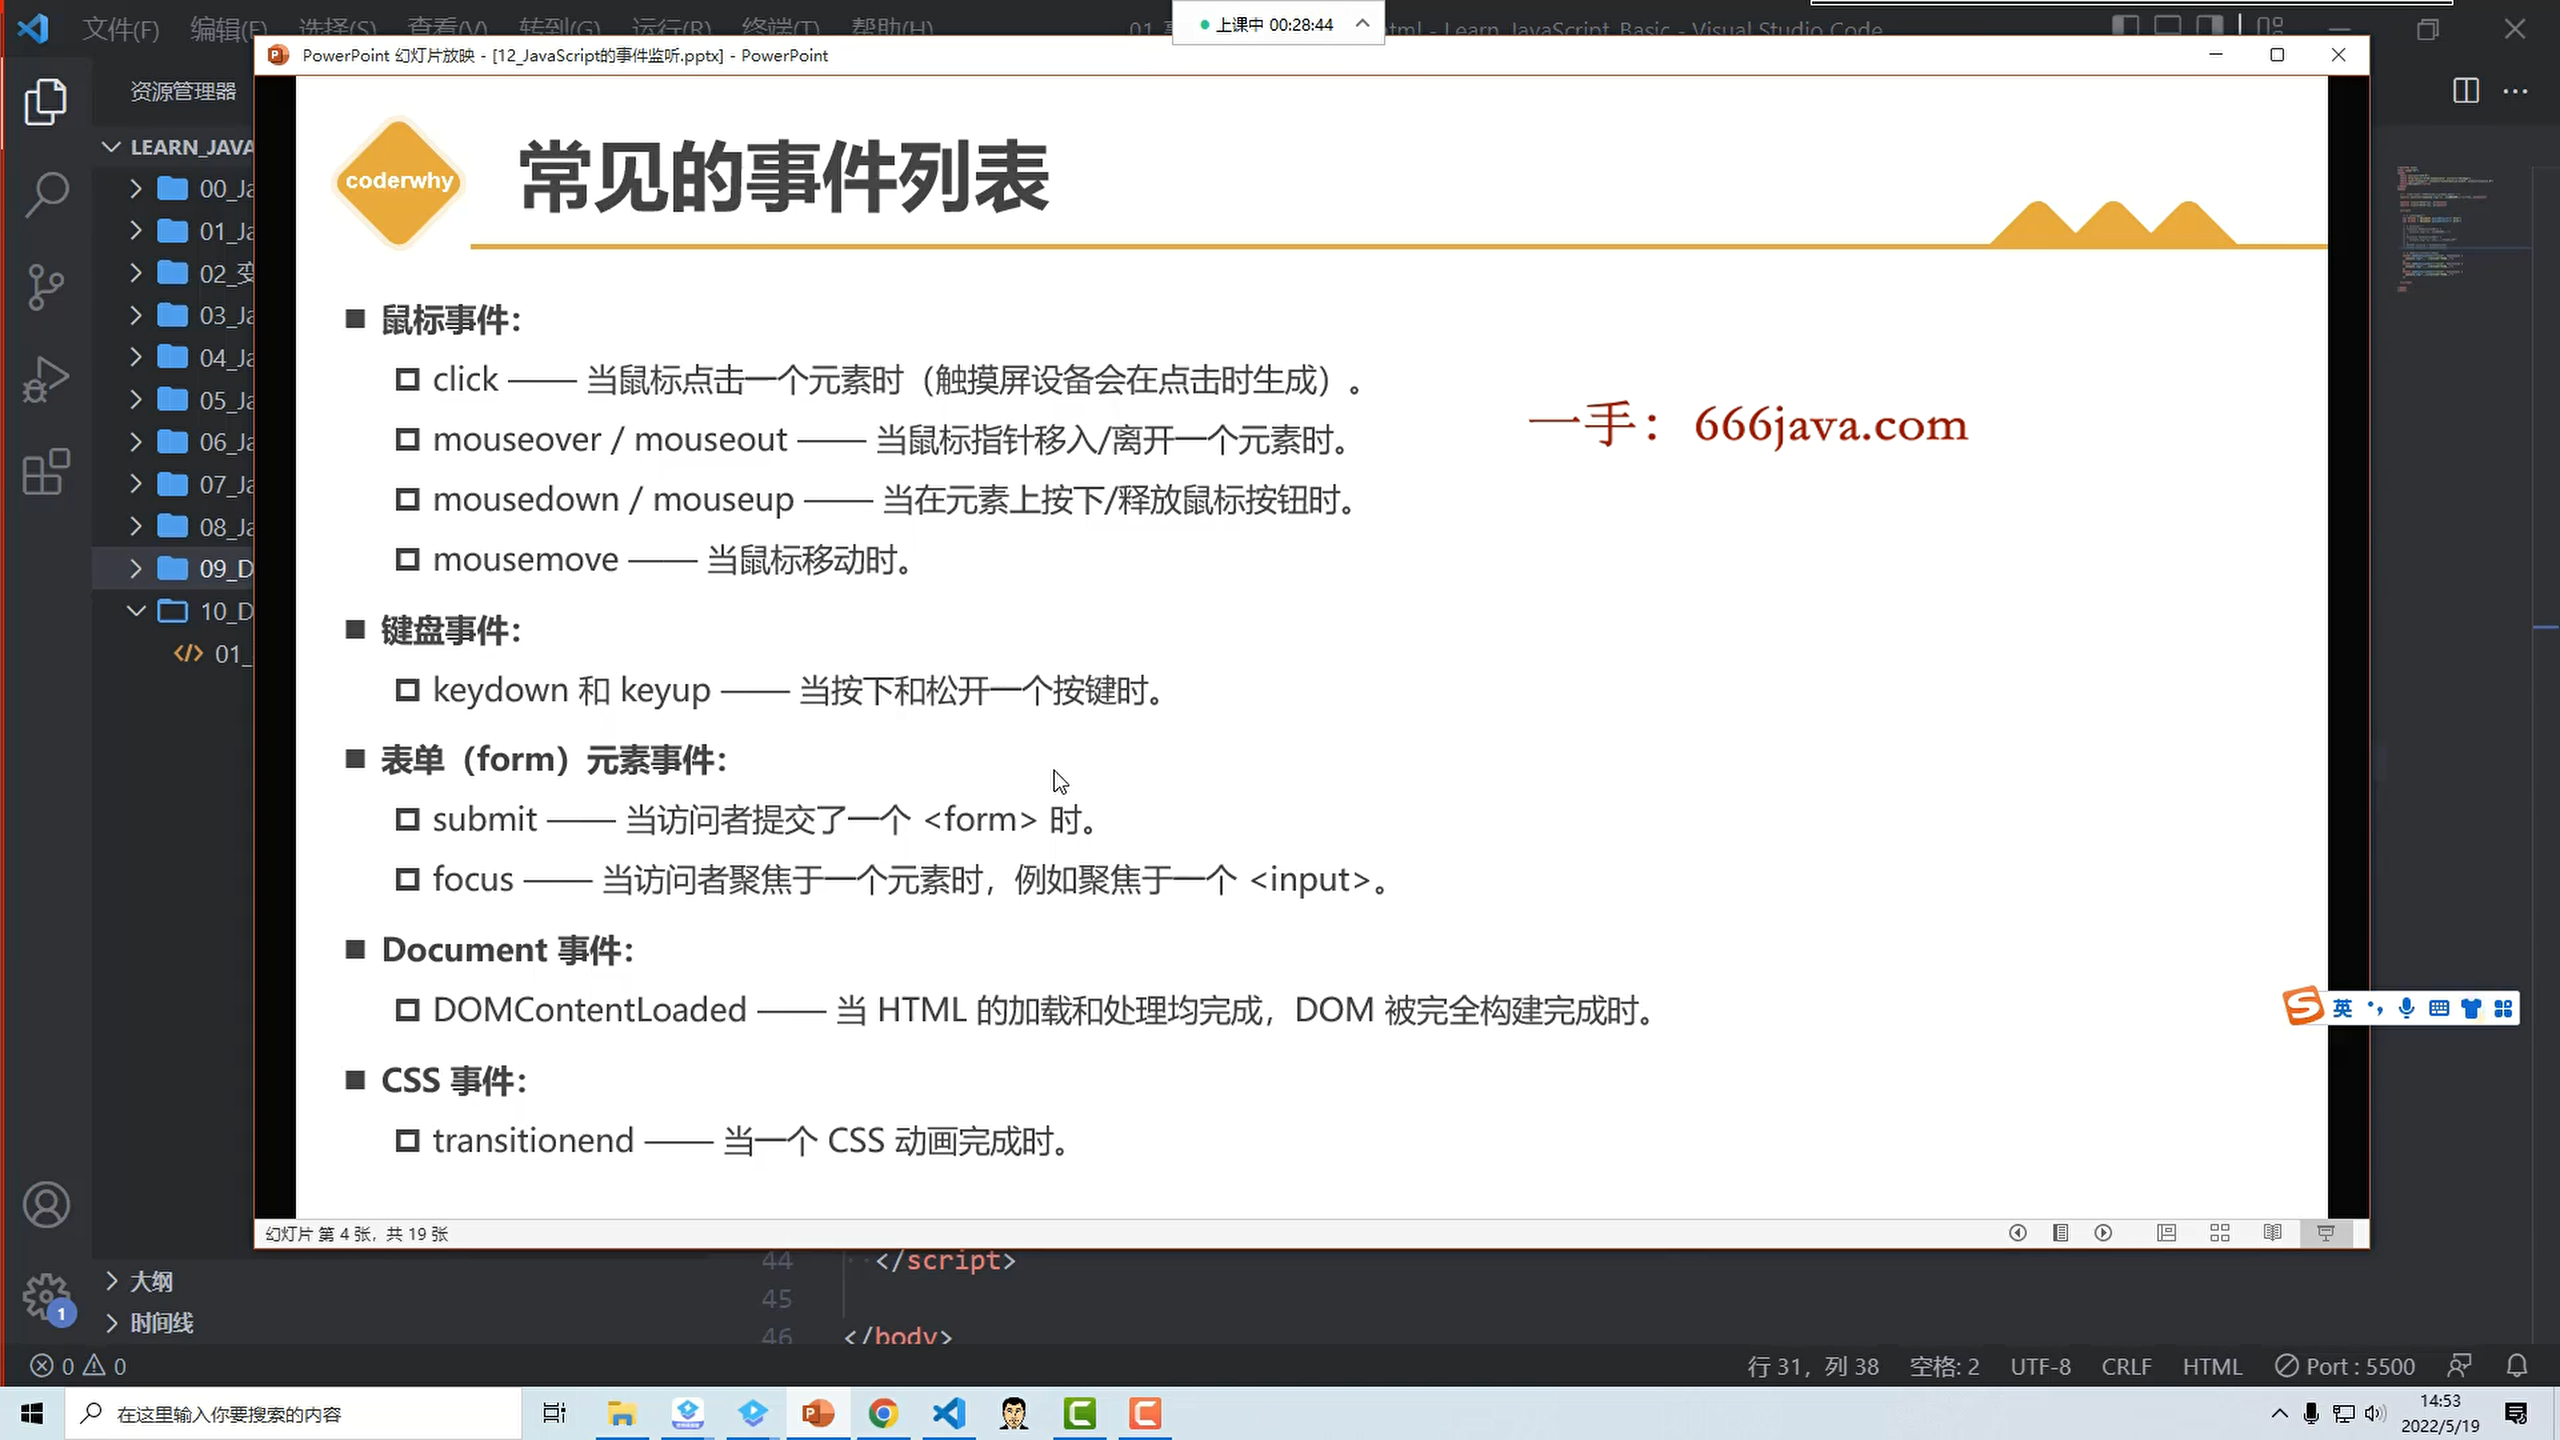 文件(F) 编辑(E) 选择(S) 查看(V) 转到(G) 运行(R) 终端(T) 帮助(H)
上课中 00:28:44
Learn_JavaScript_Basic - Visual Studio Code
PowerPoint 幻灯片放映 - [12_JavaScript的事件监听.pptx] - PowerPoint
资源管理器
LEARN_JAVA
00_Ja
01_Ja
02_变
03_Ja
04_Ja
05_Ja
06_Ja
07_Ja
08_Ja
09_D
10_D
01_
coderwhy
常见的事件列表
鼠标事件：
click —— 当鼠标点击一个元素时（触摸屏设备会在点击时生成）。
一手：666java.com
mouseover / mouseout —— 当鼠标指针移入/离开一个元素时。
mousedown / mouseup —— 当在元素上按下/释放鼠标按钮时。
mousemove —— 当鼠标移动时。
键盘事件：
keydown 和 keyup —— 当按下和松开一个按键时。
表单（form）元素事件：
submit —— 当访问者提交了一个 <form> 时。
focus —— 当访问者聚焦于一个元素时，例如聚焦于一个 <input>。
Document 事件：
DOMContentLoaded —— 当 HTML 的加载和处理均完成，DOM 被完全构建完成时。
CSS 事件：
transitionend —— 当一个 CSS 动画完成时。
英
幻灯片 第 4 张，共 19 张
44 </script>
45
46 </body>
大纲
时间线
1
0 0
行 31，列 38 空格: 2 UTF-8 CRLF HTML Port : 5500
在这里输入你要搜索的内容
14:53
2022/5/19